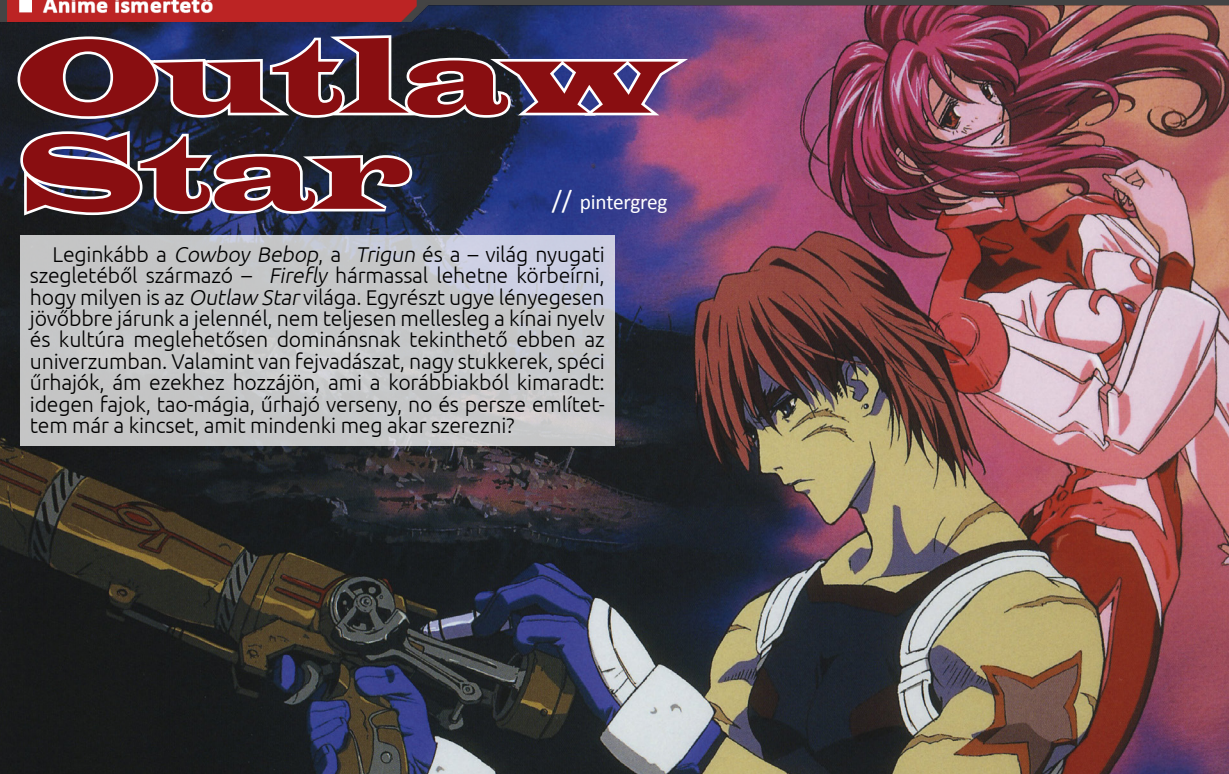 ■ Anime ismertető
Outlaw
Star
// pintergreg
Leginkább a Cowboy Bebop, a Trigun és a – világ nyugati
szegletéből származó – Firefly hármassal lehetne körbeírni,
hogy milyen is az Outlaw Star világa. Egyrészt ugye lényegesen
jövőbbre járunk a jelennél, nem teljesen mellesleg a kínai nyelv
és kultúra meglehetősen dominánsnak tekinthető ebben az
univerzumban. Valamint van fejvadászat, nagy stukkerek, spéci
űrhajók, ám ezekhez hozzájön, ami a korábbiakból kimaradt:
idegen fajok, tao-mágia, űrhajó verseny, no és persze említet-
tem már a kincset, amit mindenki meg akar szerezni?